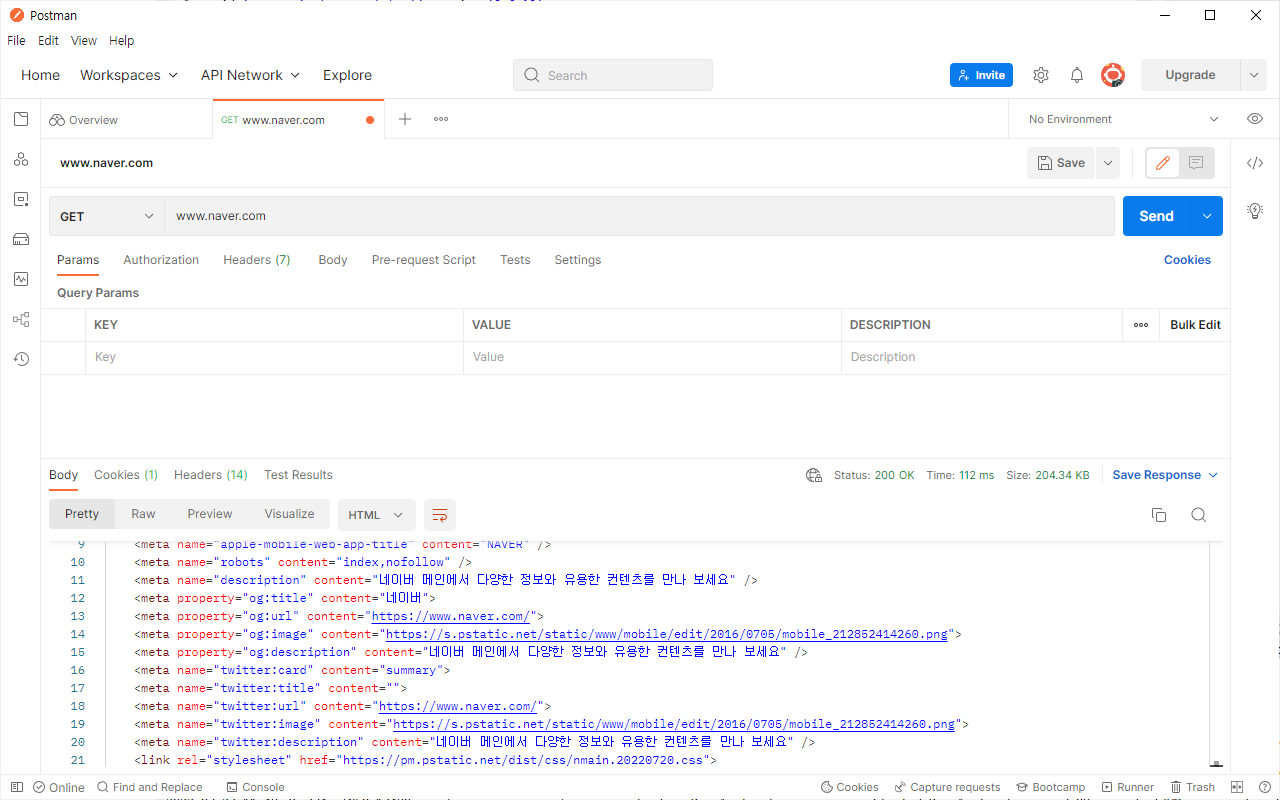 Postman
File Edit View Help
Home Workspaces API Network Explore Search Invite Upgrade
Overview GET www.naver.com No Environment
www.naver.com Save
GET www.naver.com Send
Params Authorization Headers (7) Body Pre-request Script Tests Settings Cookies
Query Params
KEY VALUE DESCRIPTION Bulk Edit
Key Value Description
Body Cookies (1) Headers (14) Test Results Status: 200 OK Time: 112 ms Size: 204.34 KB Save Response
Pretty Raw Preview Visualize HTML
9 <meta name="apple-mobile-web-app-title" content="NAVER" />
10 <meta name="robots" content="index,nofollow" />
11 <meta name="description" content="네이버 메인에서 다양한 정보와 유용한 컨텐츠를 만나 보세요" />
12 <meta property="og:title" content="네이버">
13 <meta property="og:url" content="https://www.naver.com/">
14 <meta property="og:image" content="https://s.pstatic.net/static/www/mobile/edit/2016/0705/mobile_212852414260.png">
15 <meta property="og:description" content="네이버 메인에서 다양한 정보와 유용한 컨텐츠를 만나 보세요" />
16 <meta name="twitter:card" content="summary">
17 <meta name="twitter:title" content="">
18 <meta name="twitter:url" content="https://www.naver.com/">
19 <meta name="twitter:image" content="https://s.pstatic.net/static/www/mobile/edit/2016/0705/mobile_212852414260.png">
20 <meta name="twitter:description" content="네이버 메인에서 다양한 정보와 유용한 컨텐츠를 만나 보세요" />
21 <link rel="stylesheet" href="https://pm.pstatic.net/dist/css/nmain.20220720.css">
Online Find and Replace Console Cookies Capture requests Bootcamp Runner Trash